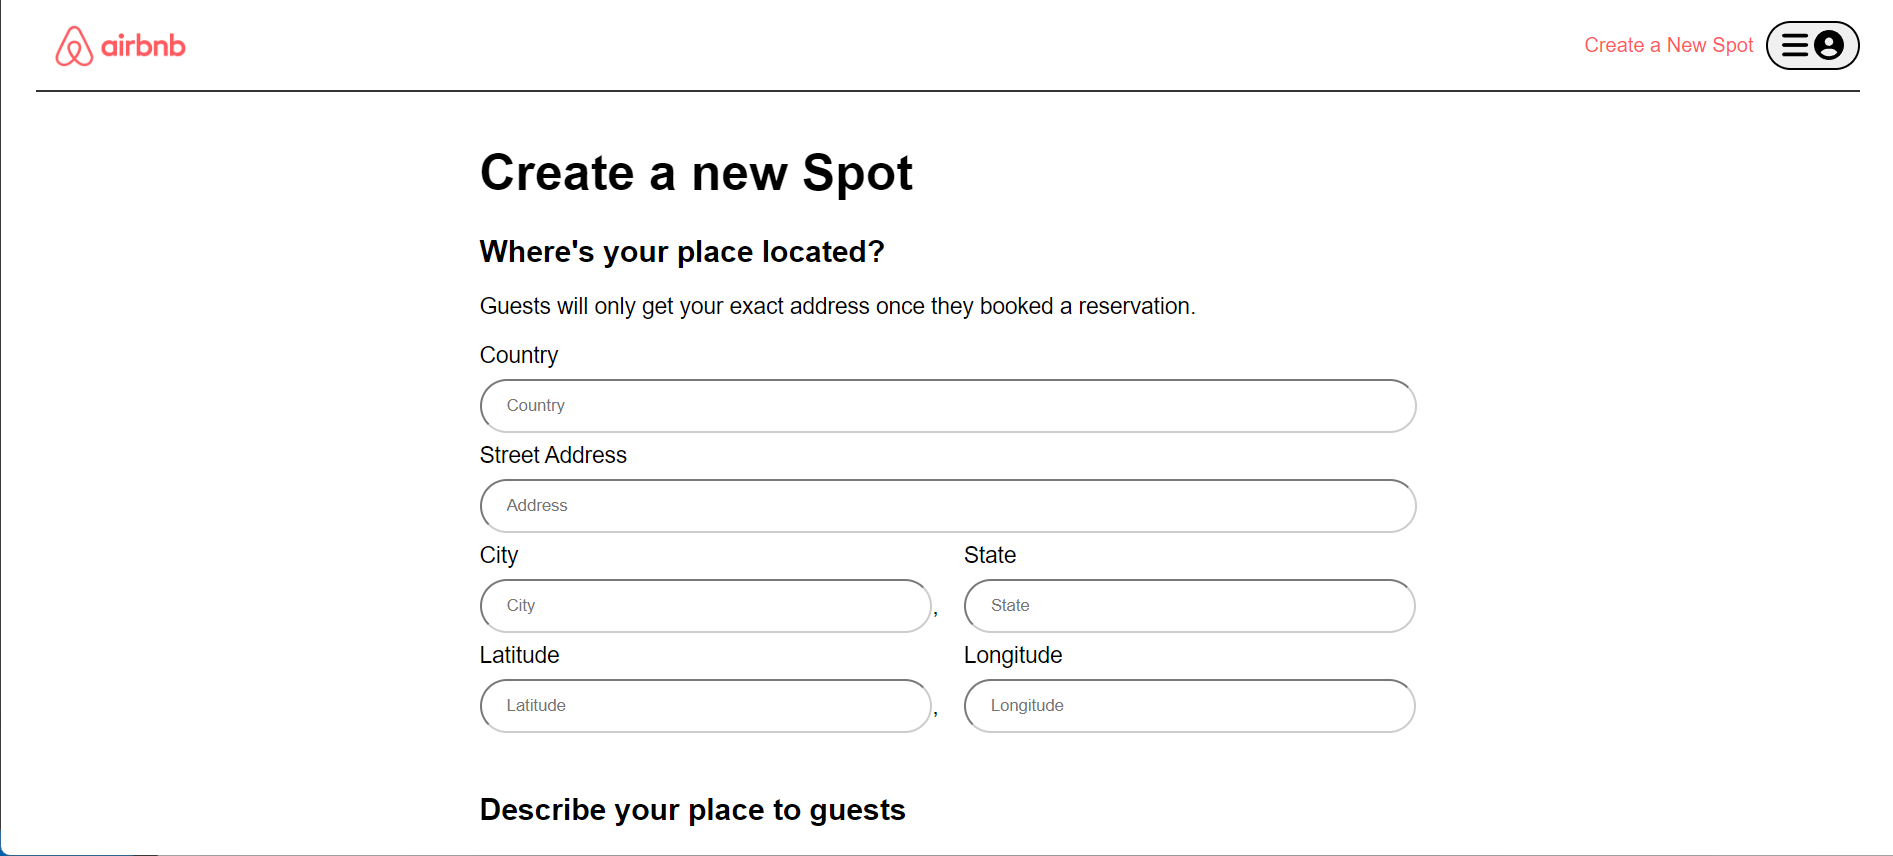 airbnb
Create a New Spot
Create a new Spot
Where's your place located?
Guests will only get your exact address once they booked a reservation.
Country
Country
Street Address
Address
City State
City , State
Latitude Longitude
Latitude , Longitude
Describe your place to guests